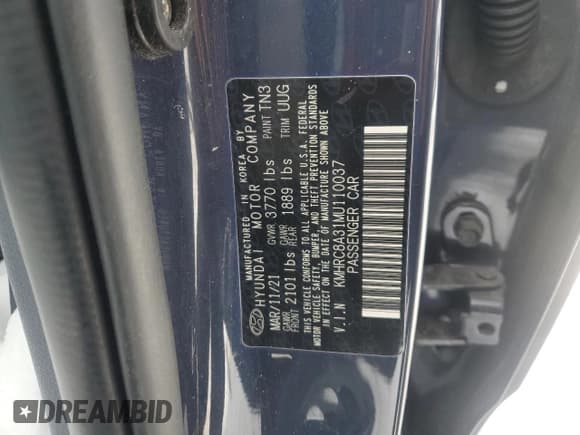 MANUFACTURED IN KOREA BY
HYUNDAI MOTOR COMPANY
MAR/11/21 GVWR 3770 lbs PAINT TN3
GAWR FRONT 2101 lbs GAWR REAR 1889 lbs TRIM UUG
THIS VEHICLE CONFORMS TO ALL APPLICABLE U.S.A. FEDERAL
MOTOR VEHICLE SAFETY, BUMPER, AND THEFT PREVENTION STANDARDS
IN EFFECT ON THE DATE OF MANUFACTURE SHOWN ABOVE
V.I.N KMHRC8A31MU110037
PASSENGER CAR
DREAMBID